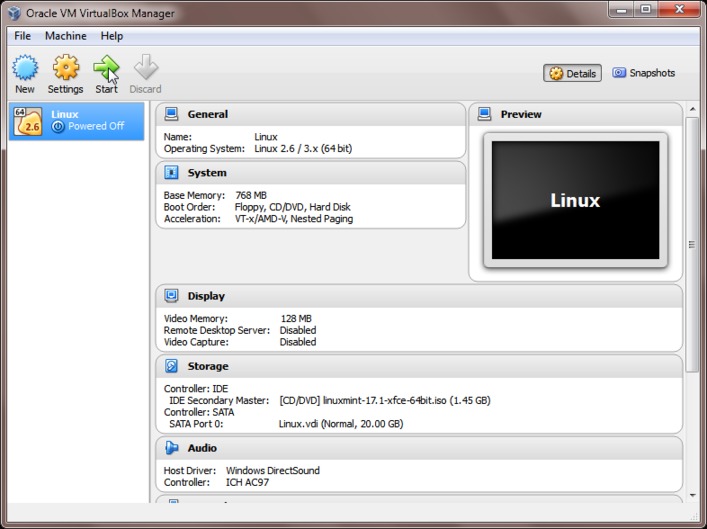 Oracle VM VirtualBox Manager
File Machine Help
New Settings Start Discard
Details Snapshots
64
2.6
Linux
Powered Off
General
Name: Linux
Operating System: Linux 2.6 / 3.x (64 bit)
Preview
Linux
System
Base Memory: 768 MB
Boot Order: Floppy, CD/DVD, Hard Disk
Acceleration: VT-x/AMD-V, Nested Paging
Display
Video Memory: 128 MB
Remote Desktop Server: Disabled
Video Capture: Disabled
Storage
Controller: IDE
IDE Secondary Master: [CD/DVD] linuxmint-17.1-xfce-64bit.iso (1.45 GB)
Controller: SATA
SATA Port 0: Linux.vdi (Normal, 20.00 GB)
Audio
Host Driver: Windows DirectSound
Controller: ICH AC97